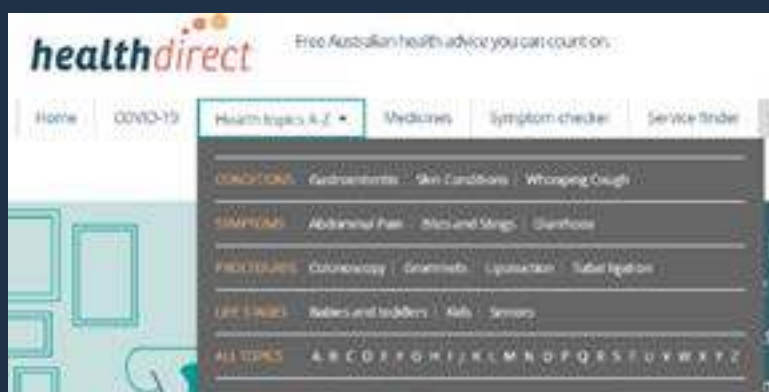 healthdirect
Free Australian health advice you can count on.
Home COVID-19 Health topics A-Z Medicines Symptom checker Service finder
CONDITIONS Gastroenteritis Skin Conditions Whooping Cough
SYMPTOMS Abdominal Pain Bites and Stings Diarrhoea
PROCEDURES Colonoscopy Grommets Liposuction Tubal ligation
LIFE STAGES Babies and toddlers Kids Seniors
ALL TOPICS A B C D E F G H I J K L M N O P Q R S T U V W X Y Z